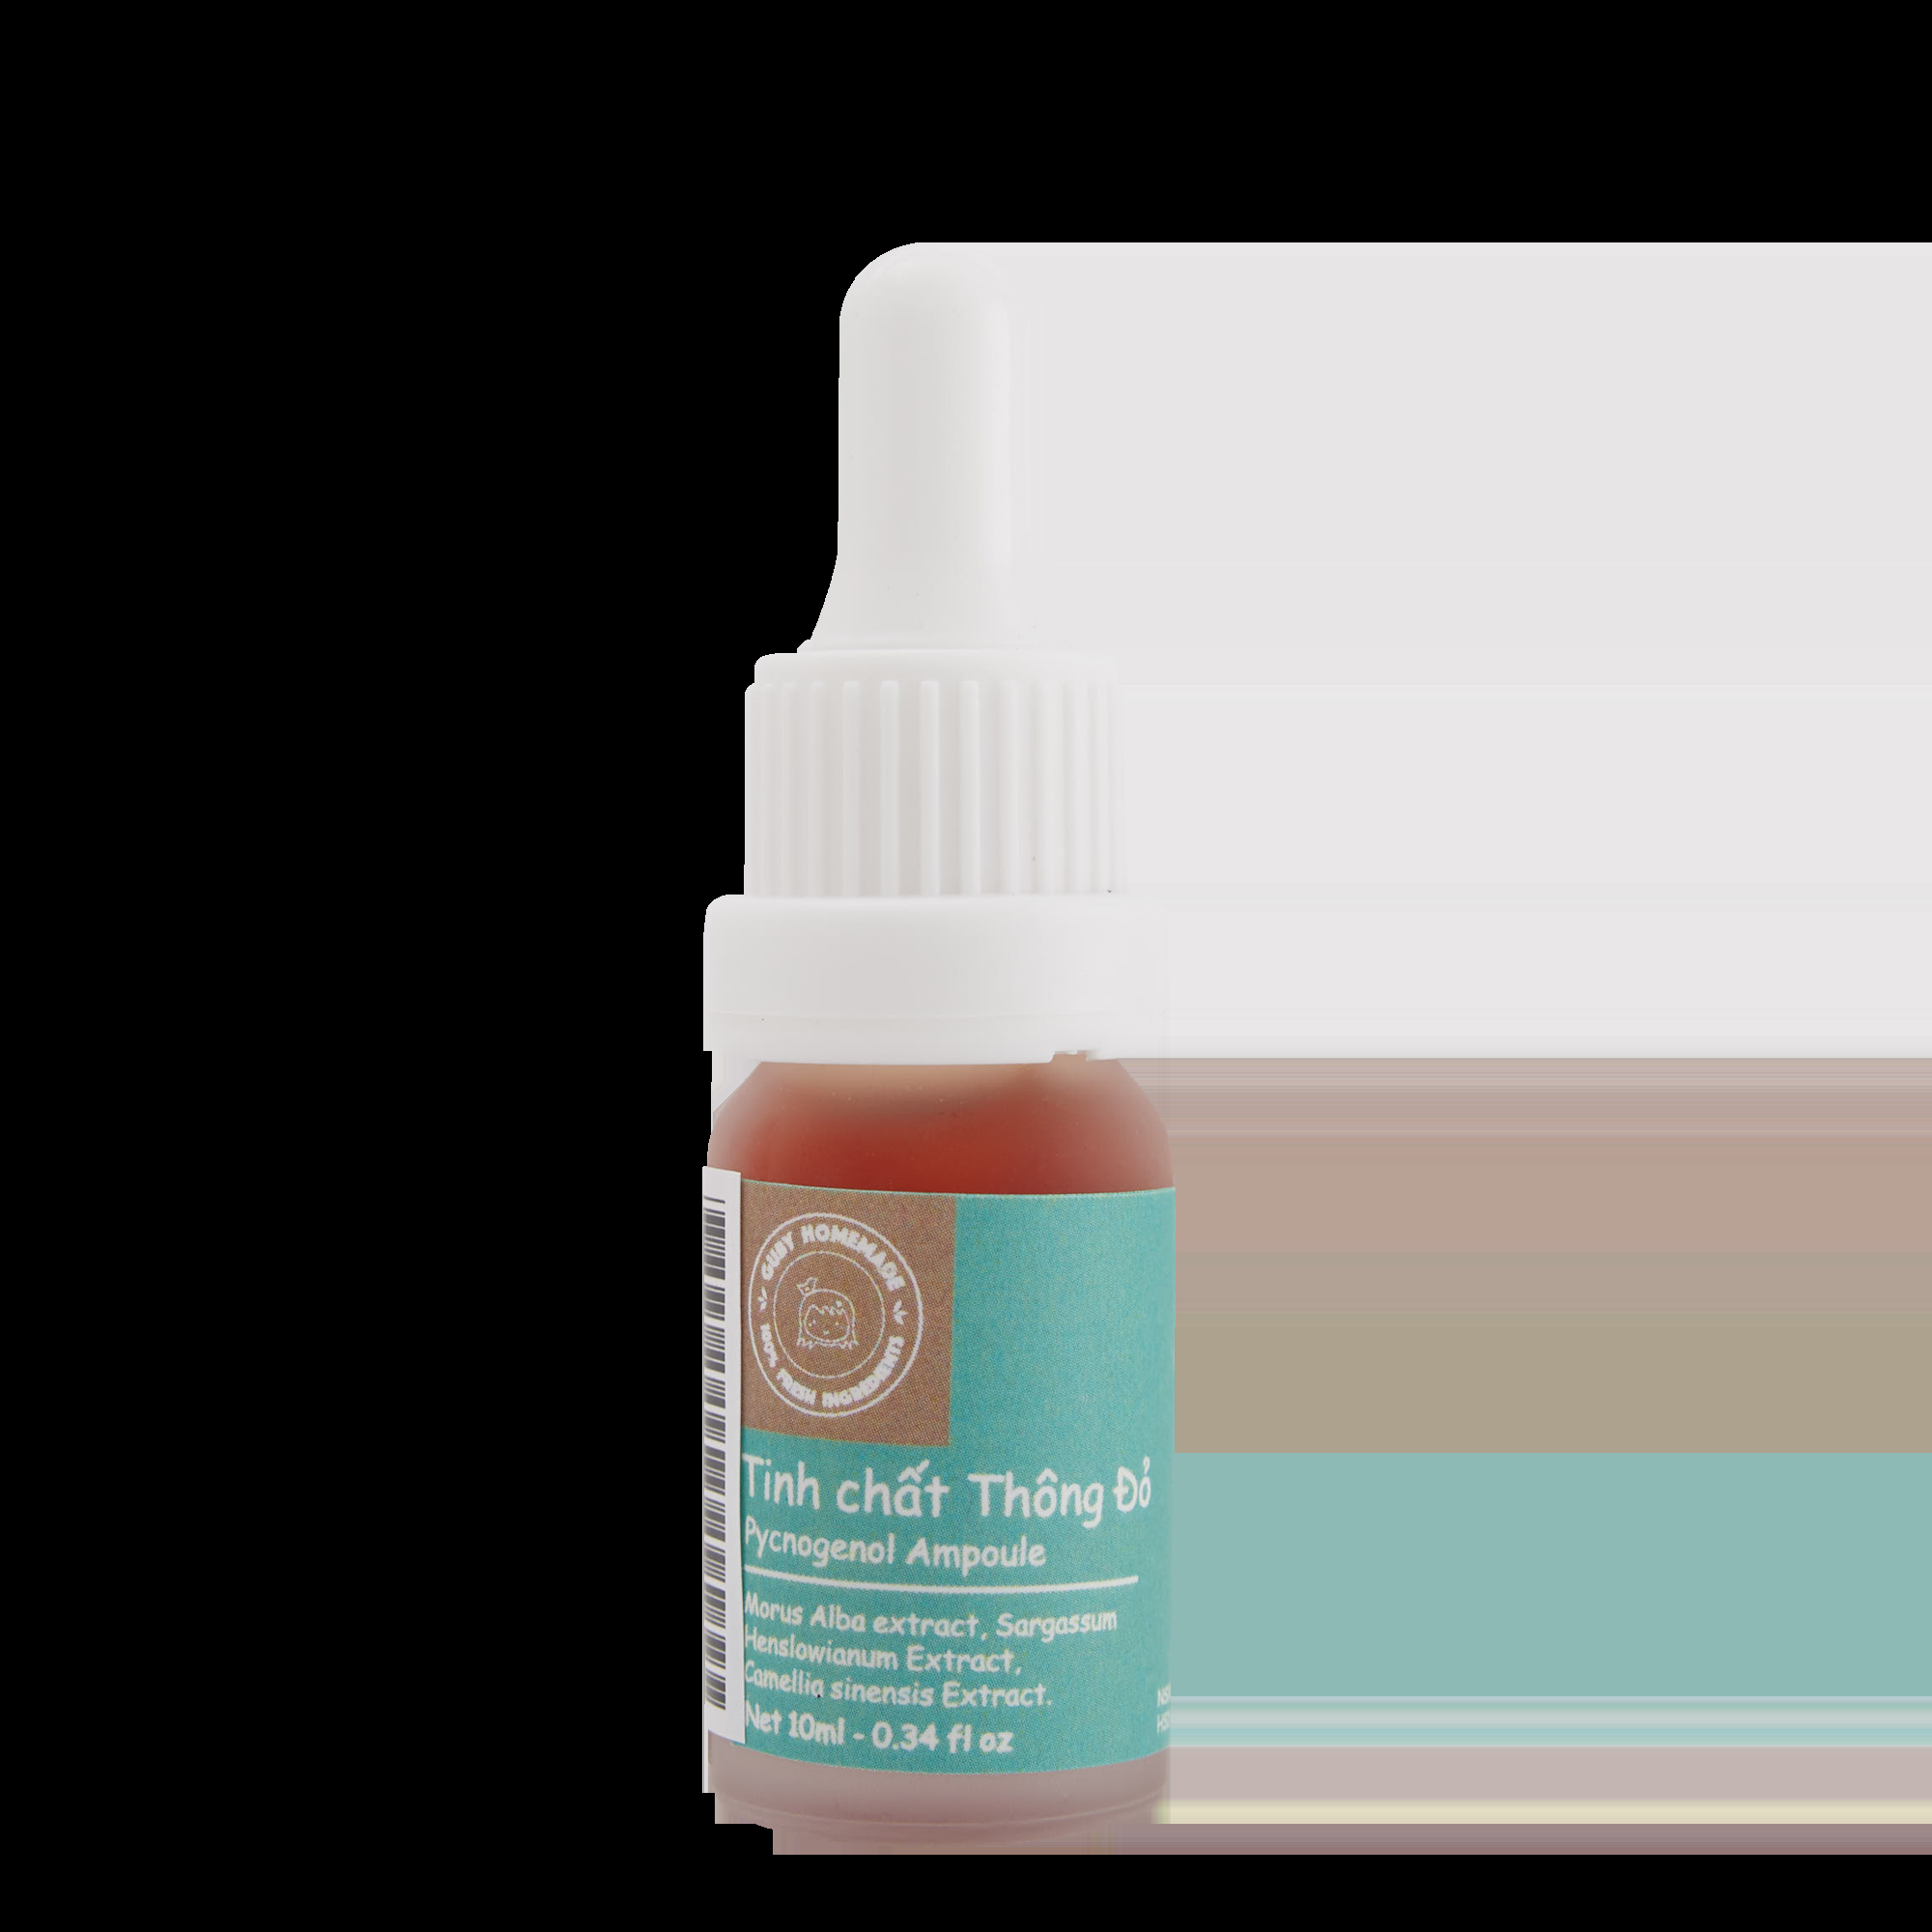 GUBY HOMEMADE
100% FRESH INGREDIENTS
Tinh chất Thông Đỏ
Pycnogenol Ampoule
Morus Alba extract, Sargassum
Henslowianum Extract,
Camellia sinensis Extract.
Net 10ml - 0.34 fl oz